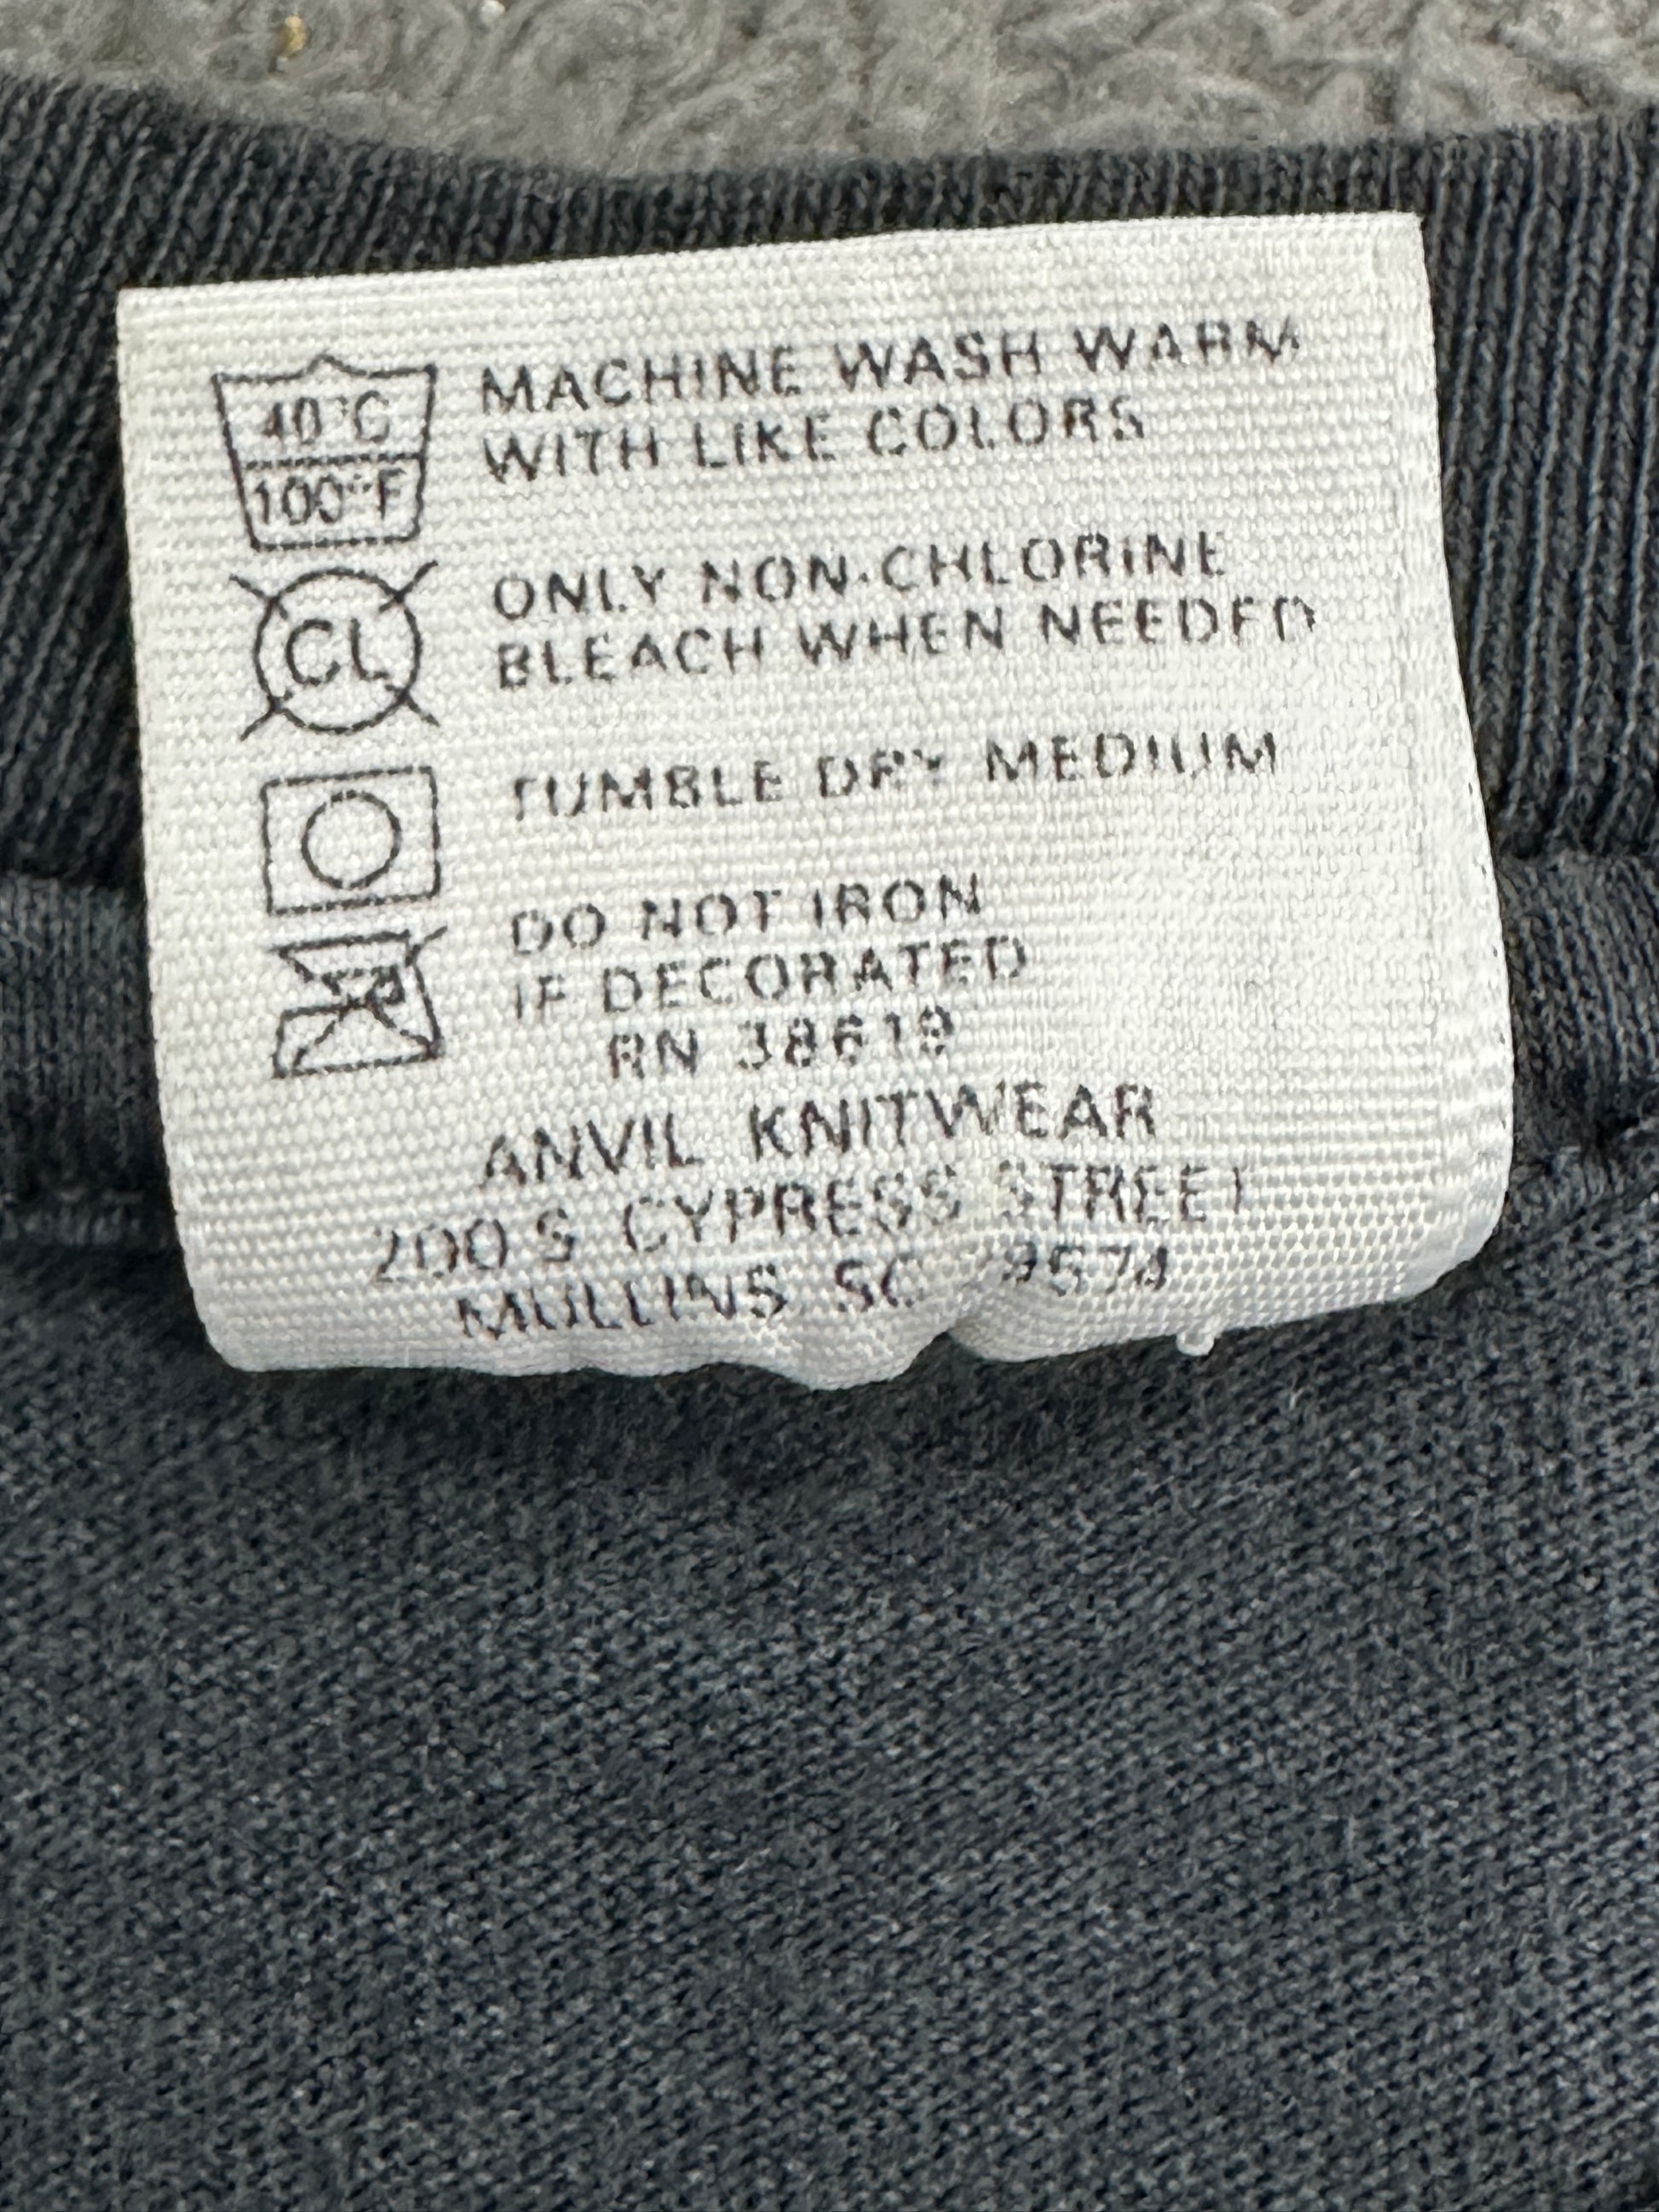 40°C
100°F
MACHINE WASH WARM
WITH LIKE COLORS
CL
ONLY NON-CHLORINE
BLEACH WHEN NEEDED
TUMBLE DRY MEDIUM
DO NOT IRON
IF DECORATED
RN 38619
ANVIL KNITWEAR
200 S CYPRESS STREET
MULLINS SC